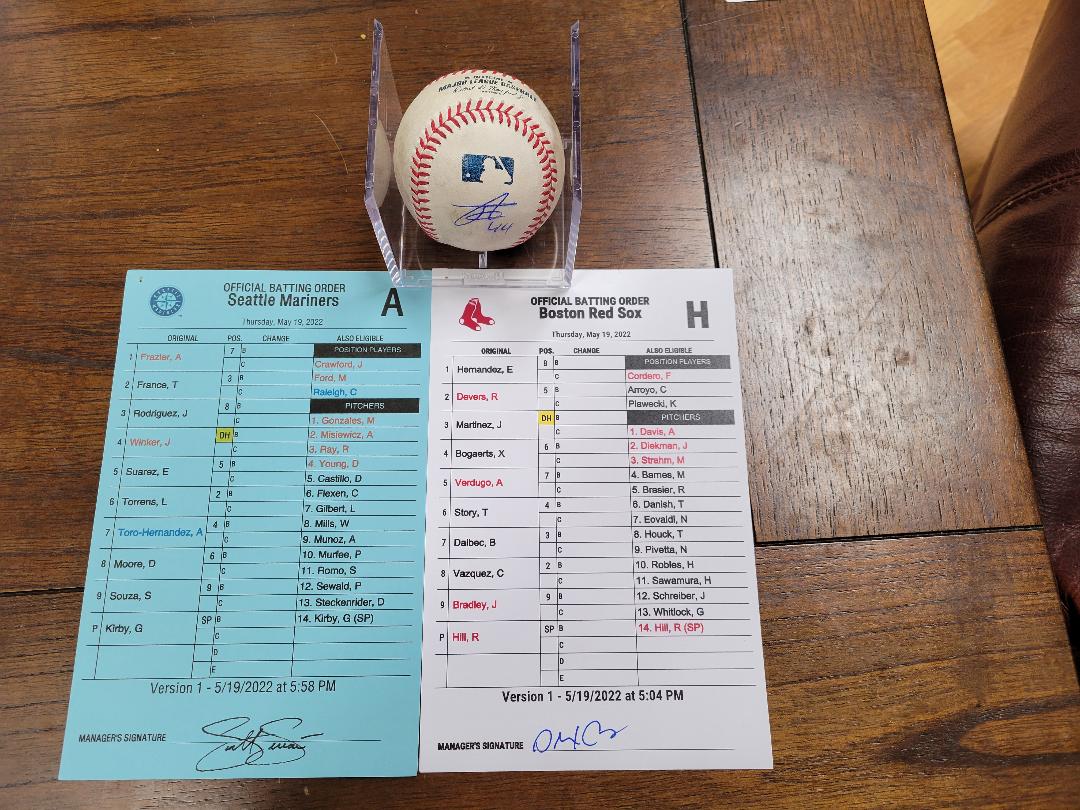 MAJOR LEAGUE BASEBALL
44
OFFICIAL BATTING ORDER
Seattle Mariners
A
Thursday, May 19, 2022
ORIGINAL POS. CHANGE ALSO ELIGIBLE
POSITION PLAYERS
1 Frazier, A 7 B
C Crawford, J
2 France, T 3 B Ford, M
C Raleigh, C
3 Rodriguez, J 8 B PITCHERS
C 1. Gonzales, M
4 Winker, J DH B 2. Misiewicz, A
C 3. Ray, R
5 Suarez, E 5 B 4. Young, D
C 5. Castillo, D
6 Torrens, L 2 B 6. Flexen, C
C 7. Gilbert, L
7 Toro-Hernandez, A 4 B 8. Mills, W
C 9. Munoz, A
8 Moore, D 6 B 10. Murfee, P
C 11. Romo, S
9 Souza, S 9 B 12. Sewald, P
C 13. Steckenrider, D
P Kirby, G SP B 14. Kirby, G (SP)
C
D
E
Version 1 - 5/19/2022 at 5:58 PM
MANAGER'S SIGNATURE
OFFICIAL BATTING ORDER
Boston Red Sox
H
Thursday, May 19, 2022
ORIGINAL POS. CHANGE ALSO ELIGIBLE
1 Hernandez, E 8 B POSITION PLAYERS
C Cordero, F
2 Devers, R 5 B Arroyo, C
C Plawecki, K
3 Martinez, J DH B PITCHERS
C 1. Davis, A
4 Bogaerts, X 6 B 2. Diekman, J
C 3. Strahm, M
5 Verdugo, A 7 B 4. Barnes, M
C 5. Brasier, R
6 Story, T 4 B 6. Danish, T
C 7. Eovaldi, N
7 Dalbec, B 3 B 8. Houck, T
C 9. Pivetta, N
8 Vazquez, C 2 B 10. Robles, H
C 11. Sawamura, H
9 Bradley, J 9 B 12. Schreiber, J
C 13. Whitlock, G
P Hill, R SP B 14. Hill, R (SP)
C
D
E
Version 1 - 5/19/2022 at 5:04 PM
MANAGER'S SIGNATURE